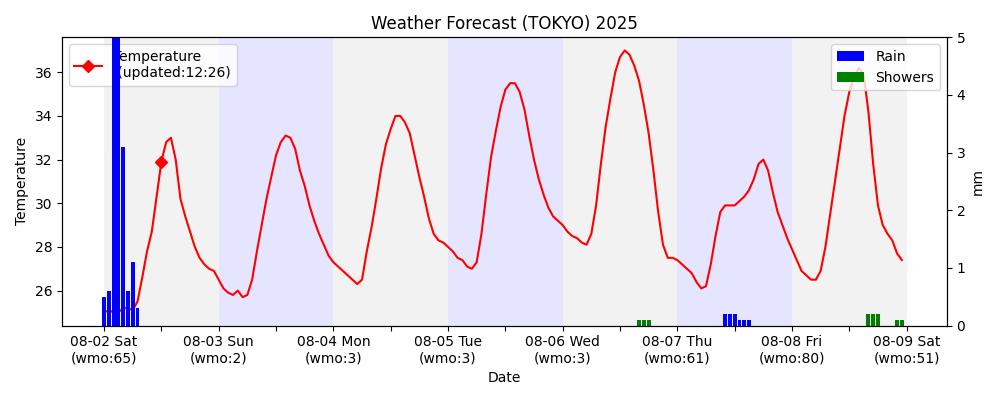 Weather Forecast (TOKYO) 2025
Temperature
(updated:12:26)
Rain
Showers
Temperature
36
34
32
30
28
26
5
4
3
2
1
0
mm
08-02 Sat
(wmo:65)
08-03 Sun
(wmo:2)
08-04 Mon
(wmo:3)
08-05 Tue
(wmo:3)
08-06 Wed
(wmo:3)
08-07 Thu
(wmo:61)
08-08 Fri
(wmo:80)
08-09 Sat
(wmo:51)
Date